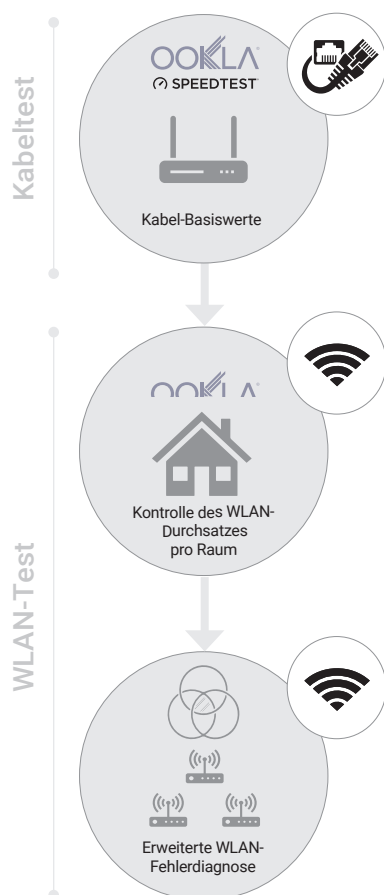 Kabeltest
OOKLA®
SPEEDTEST
Kabel-Basiswerte
WLAN-Test
OOKLA®
Kontrolle des WLAN-
Durchsatzes
pro Raum
Erweiterte WLAN-
Fehlerdiagnose